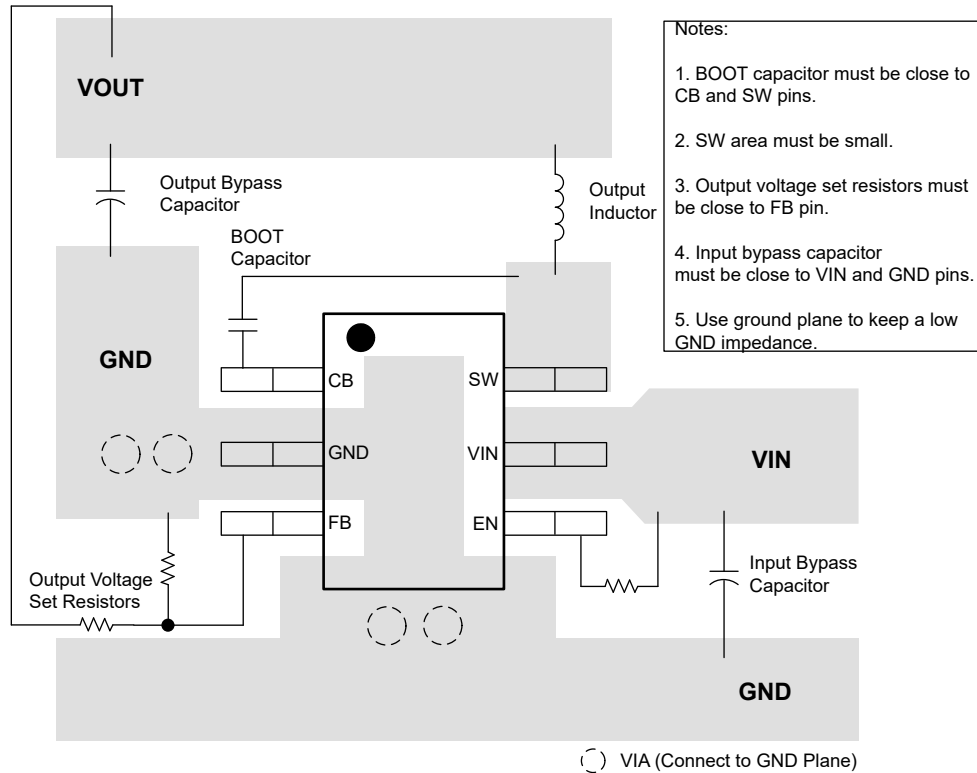 VOUT
Output Bypass
Capacitor
Output
Inductor
BOOT
Capacitor
Notes:
1. BOOT capacitor must be close to
CB and SW pins.
2. SW area must be small.
3. Output voltage set resistors must
be close to FB pin.
4. Input bypass capacitor
must be close to VIN and GND pins.
5. Use ground plane to keep a low
GND impedance.
GND
CB
SW
GND
VIN
VIN
FB
EN
Output Voltage
Set Resistors
Input Bypass
Capacitor
GND
VIA (Connect to GND Plane)